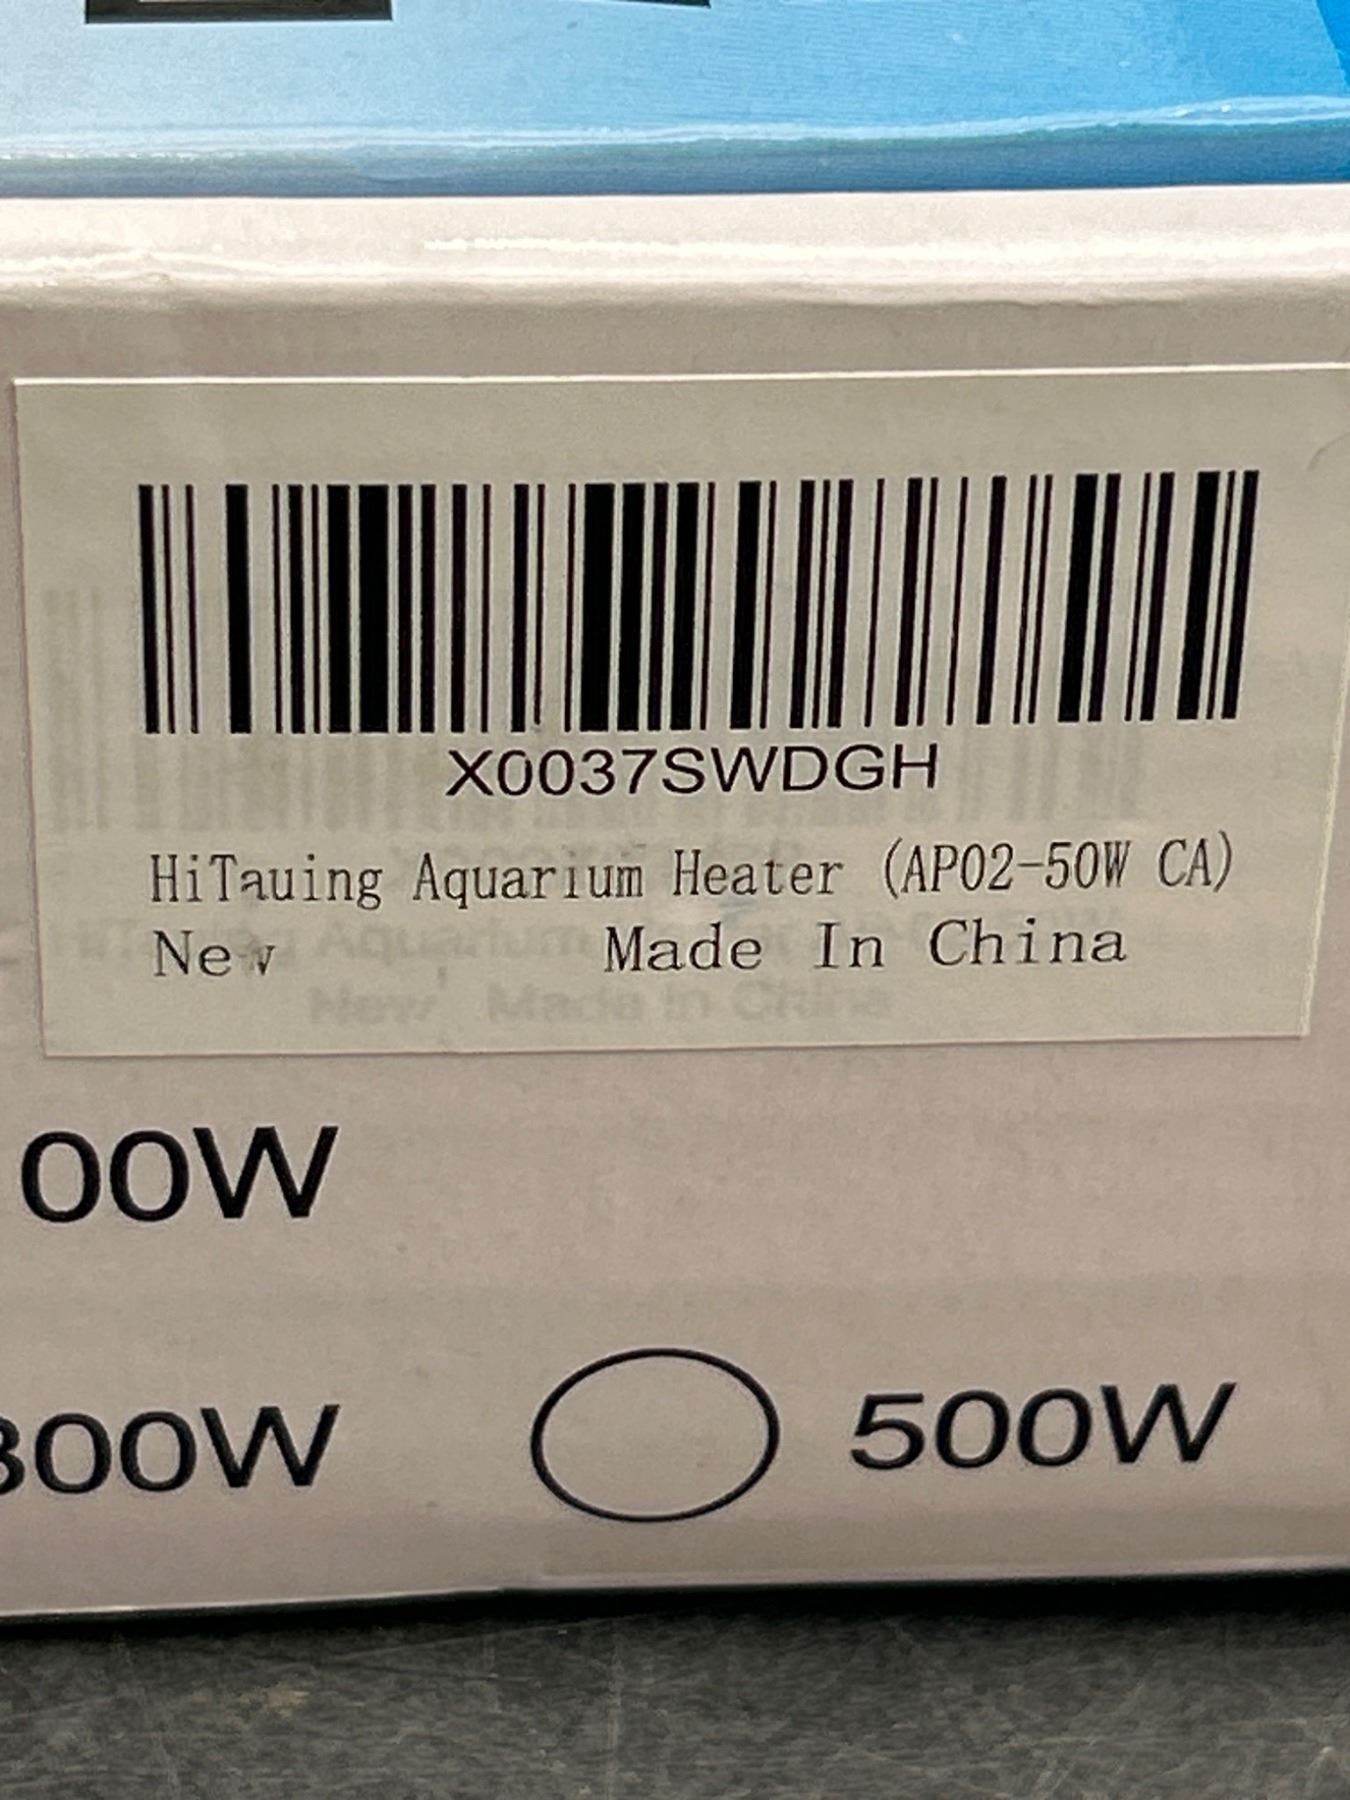 X0037SWDGH
HiTauing Aquarium Heater (AP02-50W CA)
New Made In China
00W
300W 500W